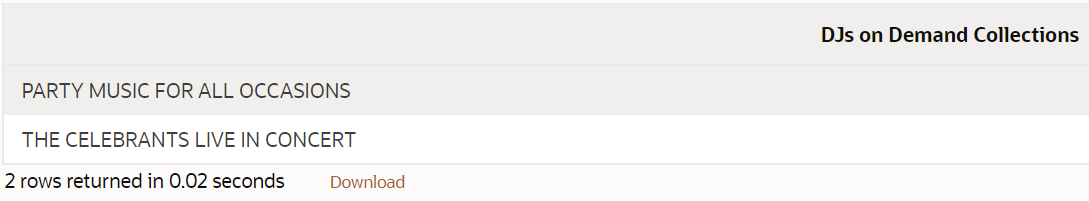 DJs on Demand Collections
PARTY MUSIC FOR ALL OCCASIONS
THE CELEBRANTS LIVE IN CONCERT
2 rows returned in 0.02 seconds Download